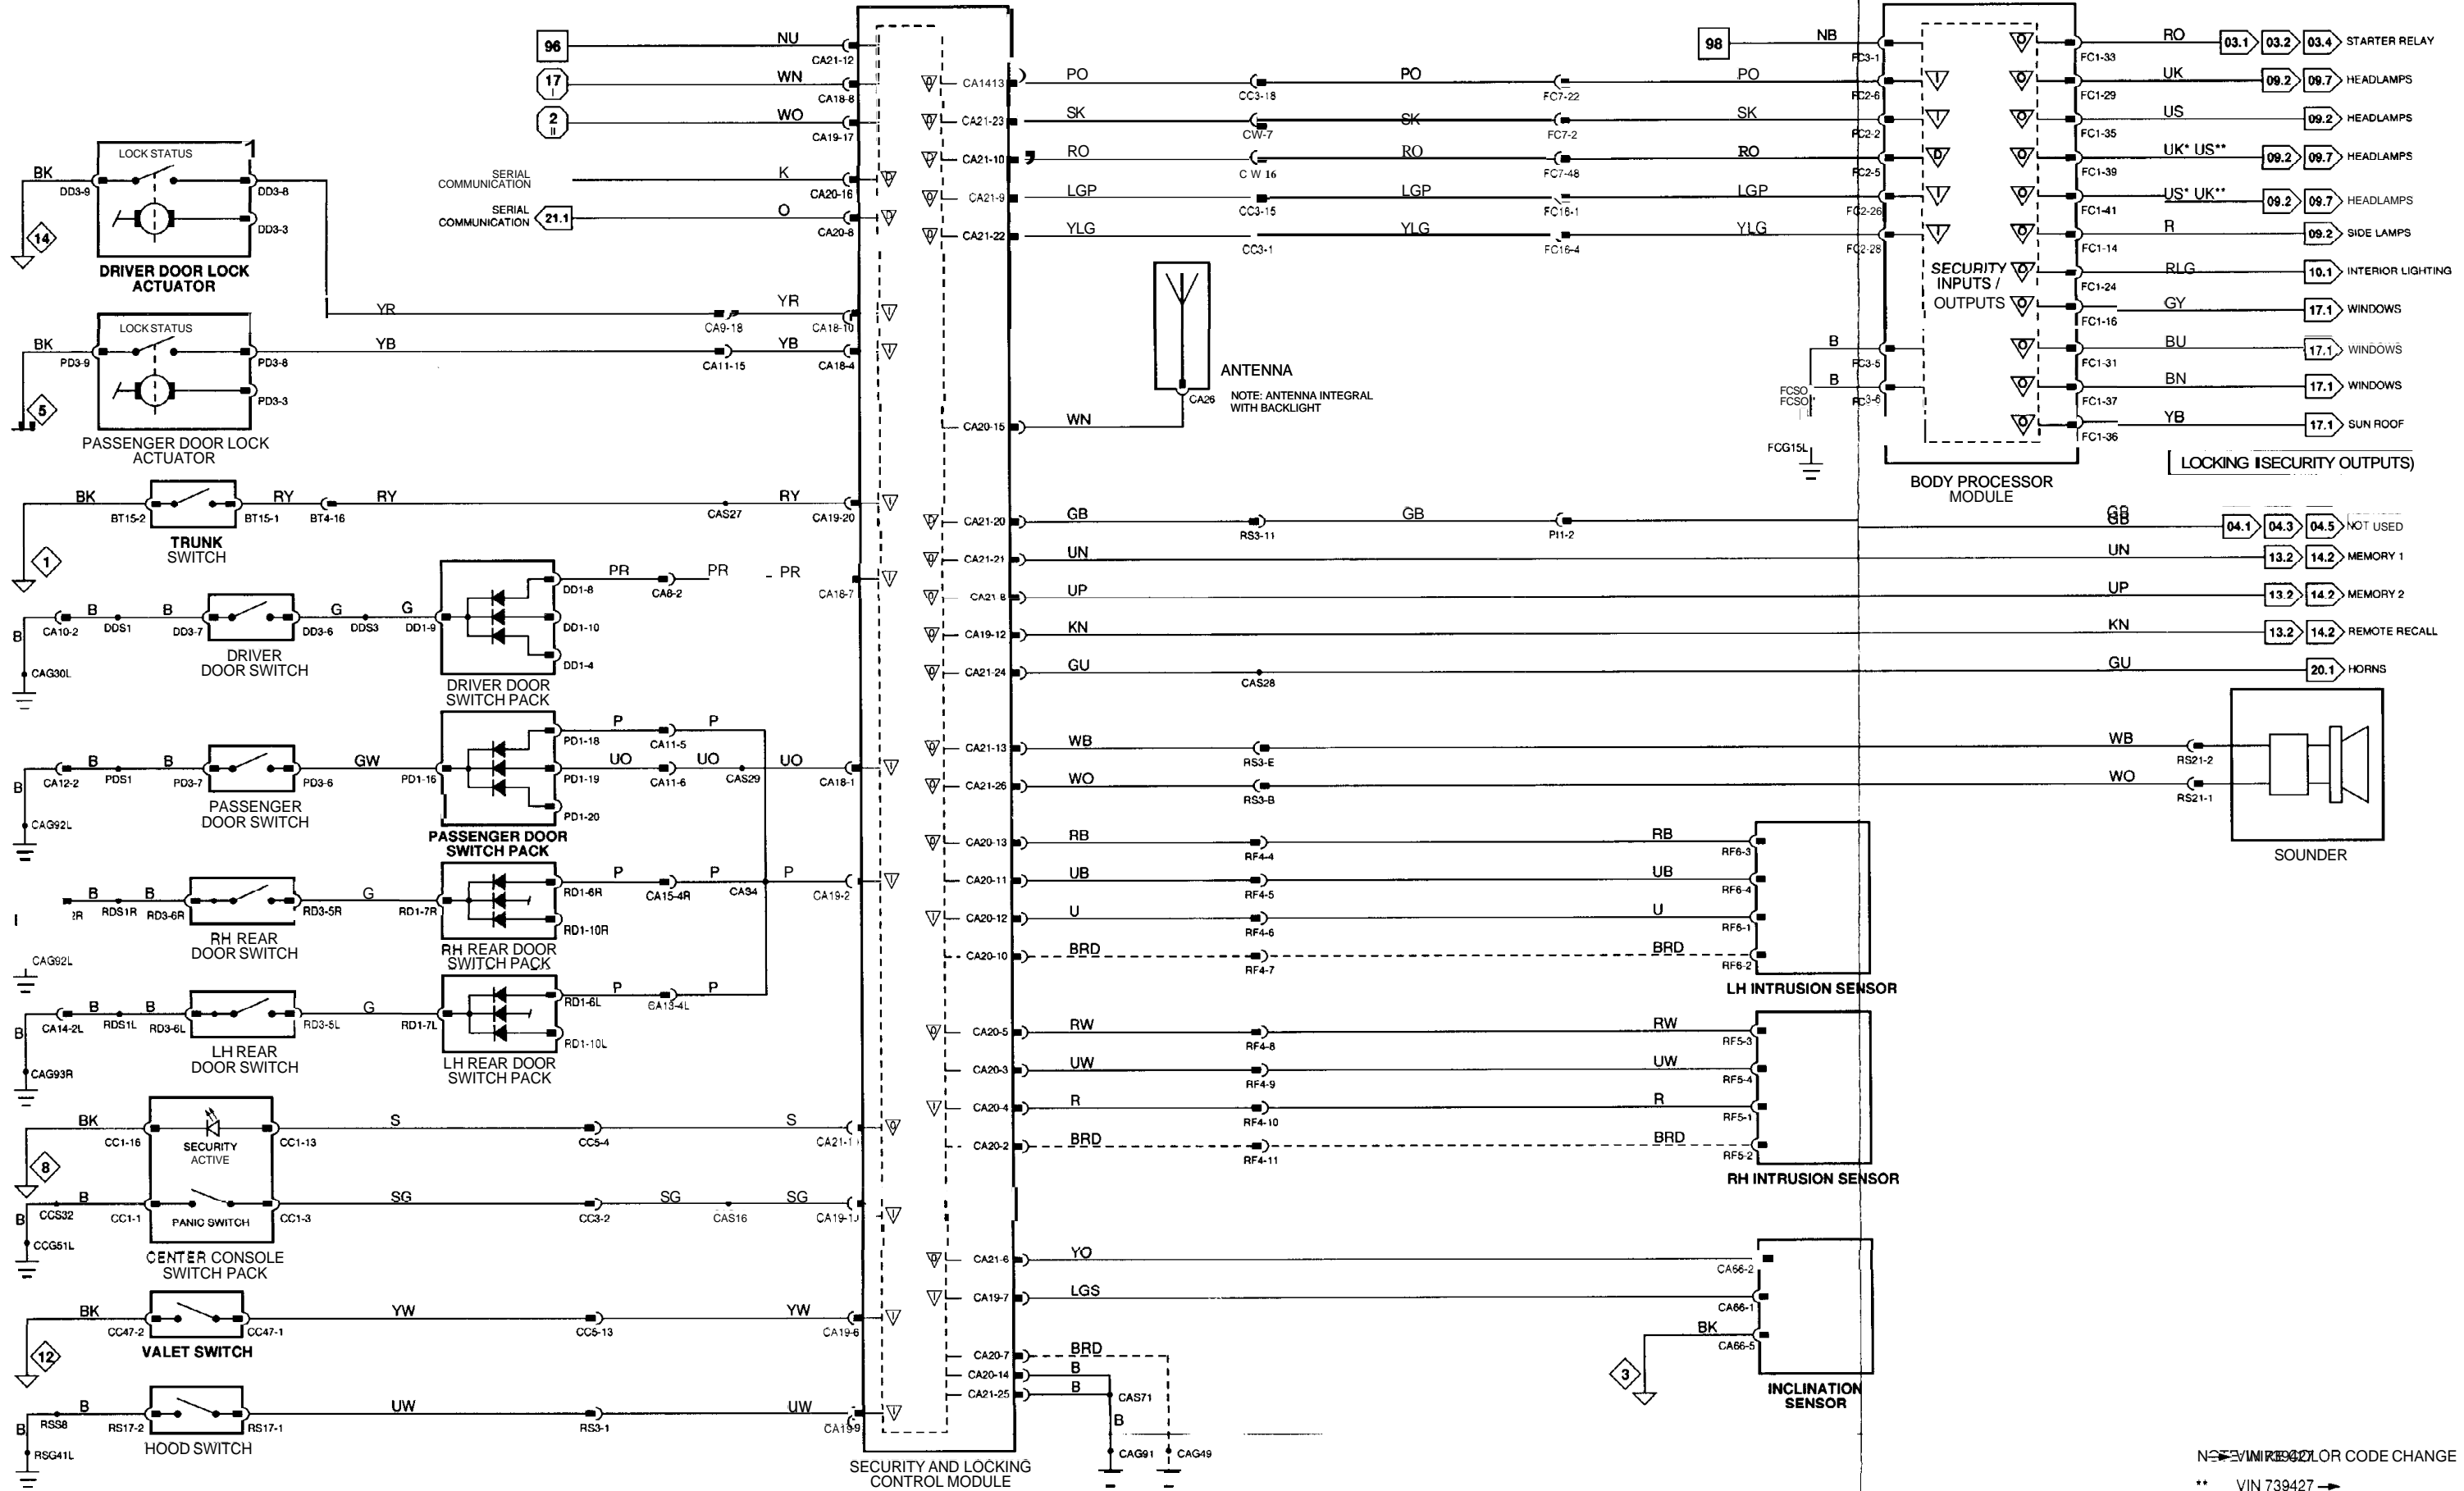 96
NU
CA21-12
17
I
WN
CA18-8
2
II
WO
CA19-17
SERIAL
COMMUNICATION
K
CA20-16
SERIAL
COMMUNICATION
21.1
O
CA20-8
LOCK STATUS
BK
DD3-9
DD3-8
DD3-3
14
DRIVER DOOR LOCK
ACTUATOR
YR
CA9-18
YR
CA18-10
LOCK STATUS
BK
PD3-9
PD3-8
YB
CA11-15
YB
CA18-4
PD3-3
5
PASSENGER DOOR LOCK
ACTUATOR
BK
BT15-2
BT15-1
RY
BT4-16
RY
CAS27
RY
CA19-20
TRUNK
SWITCH
1
DD1-8
PR
CA8-2
PR
PR
CA18-7
B
CA10-2
DDS1
B
DD3-7
DD3-6
G
DDS3
G
DD1-9
DD1-10
DD1-4
B
CAG30L
DRIVER
DOOR SWITCH
DRIVER DOOR
SWITCH PACK
PD1-18
P
CA11-5
P
B
CA12-2
PDS1
B
PD3-7
PD3-6
GW
PD1-16
PD1-19
UO
CA11-6
UO
CAS29
UO
CA18-1
PD1-20
B
CAG92L
PASSENGER
DOOR SWITCH
PASSENGER DOOR
SWITCH PACK
2R
B
RDS1R
B
RD3-6R
RD3-5R
G
RD1-7R
RD1-6R
P
CA15-4R
P
CA34
P
CA19-2
RD1-10R
CAG92L
RH REAR
DOOR SWITCH
RH REAR DOOR
SWITCH PACK
B
CA14-2L
RDS1L
B
RD3-6L
RD3-5L
G
RD1-7L
RD1-6L
P
P
RD1-10L
B
CAG93R
LH REAR
DOOR SWITCH
LH REAR DOOR
SWITCH PACK
BK
CC1-16
SECURITY
ACTIVE
CC1-13
S
CC5-4
S
CA21-1
8
B
CCS32
CC1-1
PANIC SWITCH
CC1-3
SG
CC3-2
SG
CAS16
SG
B
CCG51L
CENTER CONSOLE
SWITCH PACK
BK
CC47-2
CC47-1
YW
CC5-13
YW
CA19-6
12
VALET SWITCH
B
RSS8
RS17-2
RS17-1
UW
RS3-1
UW
CA19-9
B
RSG41L
HOOD SWITCH
SECURITY AND LOCKING
CONTROL MODULE
CA1413
PO
CC3-18
PO
FC7-22
PO
FC2-6
CA21-23
SK
CW-7
SK
FC7-2
SK
FC2-2
CA21-10
RO
CW 16
RO
FC7-48
RO
FC2-5
CA21-9
LGP
CC3-15
LGP
FC16-1
LGP
FC2-26
CA21-22
YLG
CC3-1
YLG
FC16-4
YLG
FC2-28
ANTENNA
CA26
NOTE: ANTENNA INTEGRAL
WITH BACKLIGHT
CA20-15
WN
CA21-20
GB
RS3-11
GB
PI1-2
GB
GB
04.1
04.3
04.5
NOT USED
CA21-21
UN
UN
13.2
14.2
MEMORY 1
CA21 8
UP
UP
13.2
14.2
MEMORY 2
CA19-12
KN
KN
13.2
14.2
REMOTE RECALL
CA21-24
GU
CAS28
GU
20.1
HORNS
CA21-13
WB
RS3-E
WB
RS21-2
CA21-26
WO
RS3-B
WO
RS21-1
SOUNDER
CA20-13
RB
RF4-4
RB
RF6-3
CA20-11
UB
RF4-5
UB
RF6-4
CA20-12
U
RF4-6
U
RF6-1
CA20-10
BRD
RF4-7
BRD
RF6-2
LH INTRUSION SENSOR
CA20-5
RW
RF4-8
RW
RF5-3
CA20-3
UW
RF4-9
UW
RF5-4
CA20-4
R
RF4-10
R
RF5-1
CA20-2
BRD
RF4-11
BRD
RF5-2
RH INTRUSION SENSOR
CA21-6
YO
CA66-2
CA19-7
LGS
CA66-1
BK
CA66-5
3
INCLINATION
SENSOR
CA20-7
BRD
CA20-14
B
CA21-25
B
CAS71
B
CAG91
CAG49
98
NB
FC3-1
B
FC3-5
B
FCSO
FCSO
FCG15L
SECURITY
INPUTS /
OUTPUTS
BODY PROCESSOR
MODULE
FC1-33
RO
03.1
03.2
03.4
STARTER RELAY
FC1-29
UK
09.2
09.7
HEADLAMPS
FC1-35
US
09.2
HEADLAMPS
FC1-39
UK* US**
09.2
09.7
HEADLAMPS
FC1-41
US* UK**
09.2
09.7
HEADLAMPS
FC1-14
R
09.2
SIDE LAMPS
FC1-24
RLG
10.1
INTERIOR LIGHTING
FC1-16
GY
17.1
WINDOWS
FC1-31
BU
17.1
WINDOWS
FC1-37
BN
17.1
WINDOWS
FC1-36
YB
17.1
SUN ROOF
LOCKING SECURITY OUTPUTS)
COLOR CODE CHANGE
** VIN 739427